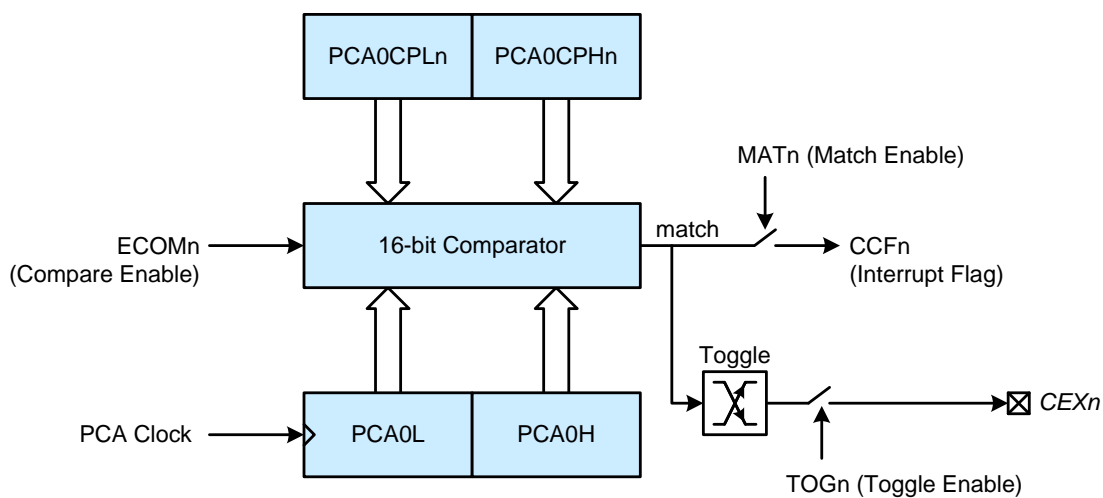 PCA0CPLn PCA0CPHn
MATn (Match Enable)
ECOMn
(Compare Enable)
16-bit Comparator
match
CCFn
(Interrupt Flag)
Toggle
CEXn
PCA Clock
PCA0L PCA0H
TOGn (Toggle Enable)